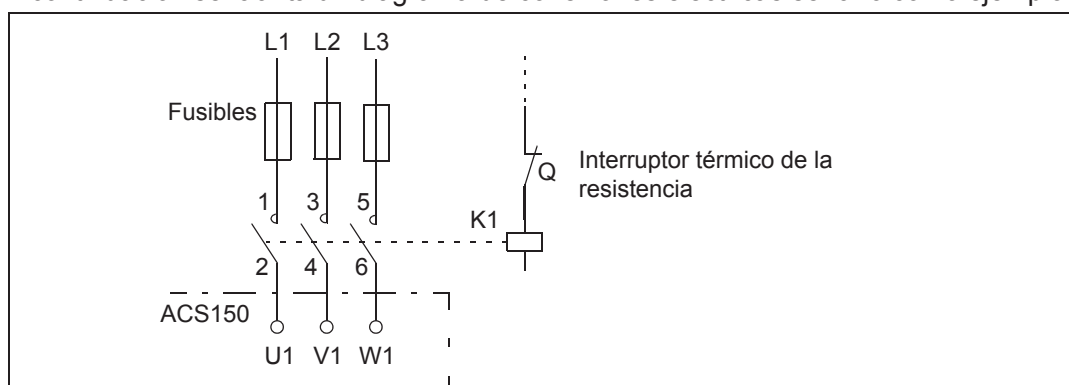 L1 L2 L3
Fusibles
Interruptor térmico de la
resistencia
Q
1 3 5
K1
2 4 6
ACS150
U1 V1 W1